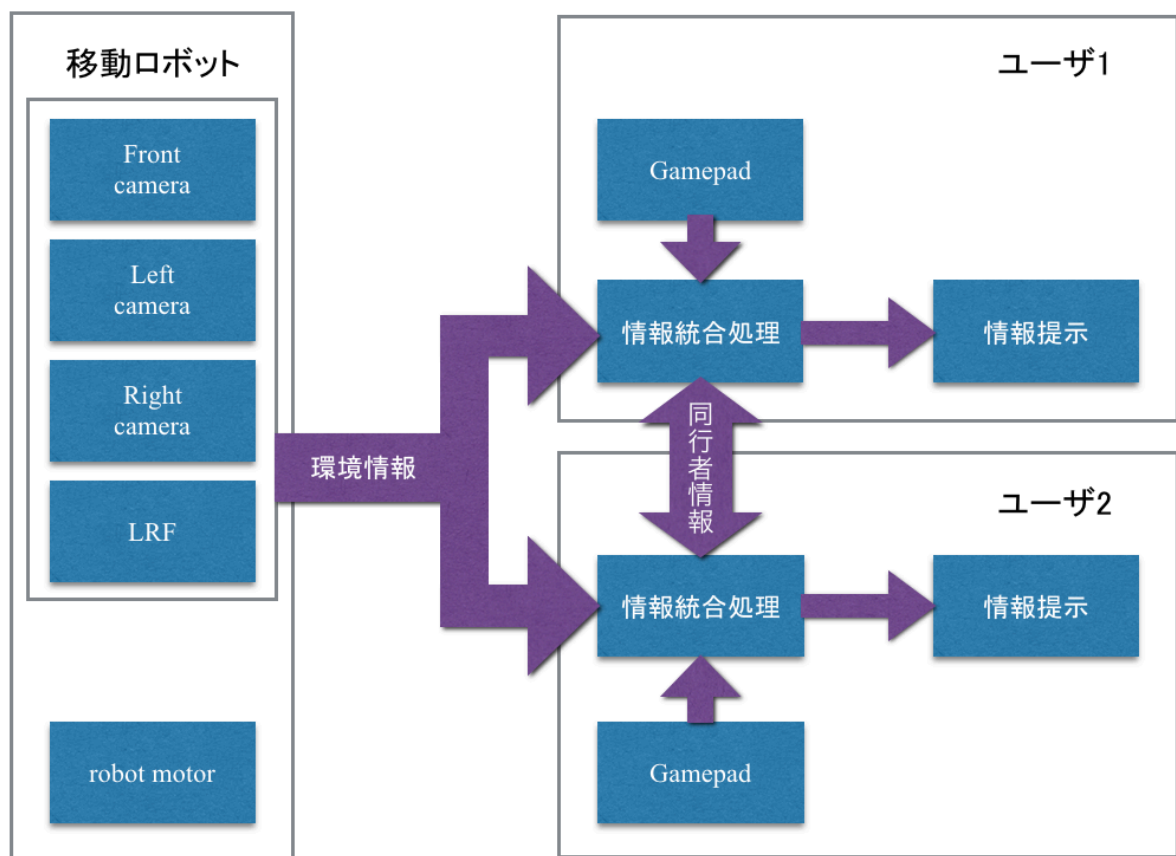 移動ロボット
Front
camera
Left
camera
Right
camera
LRF
robot motor
環境情報
ユーザ1
Gamepad
情報統合処理
情報提示
同行者情報
ユーザ2
情報統合処理
情報提示
Gamepad